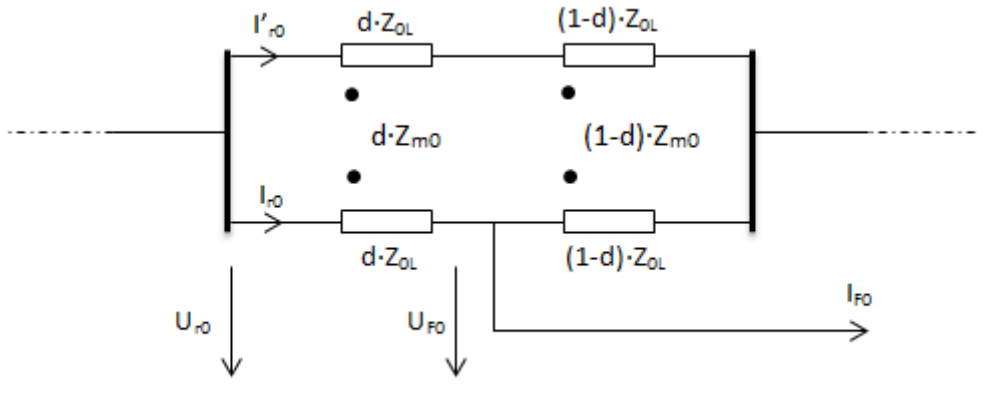 I'r0 d·Z0L (1-d)·Z0L
d·Zm0 (1-d)·Zm0
Ir0
d·Z0L (1-d)·Z0L
Ur0 UF0 IF0